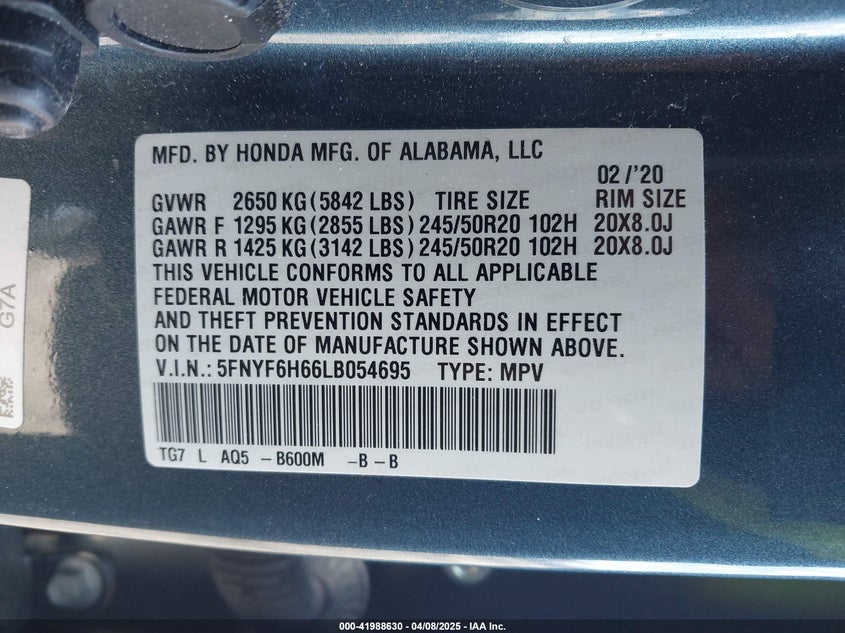 MFD. BY HONDA MFG. OF ALABAMA, LLC
02 /'20
GVWR 2650 KG (5842 LBS) TIRE SIZE RIM SIZE
GAWR F 1295 KG (2855 LBS) 245/50R20 102H 20X8.0J
GAWR R 1425 KG (3142 LBS) 245/50R20 102H 20X8.0J
THIS VEHICLE CONFORMS TO ALL APPLICABLE
FEDERAL MOTOR VEHICLE SAFETY
AND THEFT PREVENTION STANDARDS IN EFFECT
ON THE DATE OF MANUFACTURE SHOWN ABOVE.
V.I.N.: 5FNYF6H66LB054695 TYPE: MPV
TG7 L AQ5 - B600M - B - B
G7A
000-41988630 - 04/08/2025 - IAA Inc.